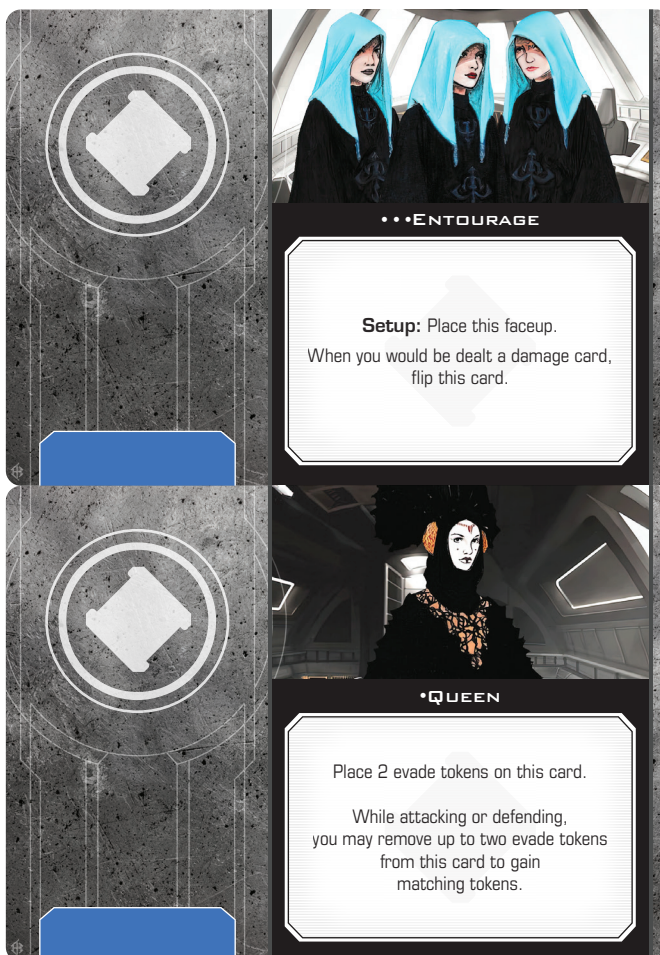 •••Entourage
Setup: Place this faceup.
When you would be dealt a damage card,
flip this card.
•Queen
Place 2 evade tokens on this card.
While attacking or defending,
you may remove up to two evade tokens
from this card to gain
matching tokens.